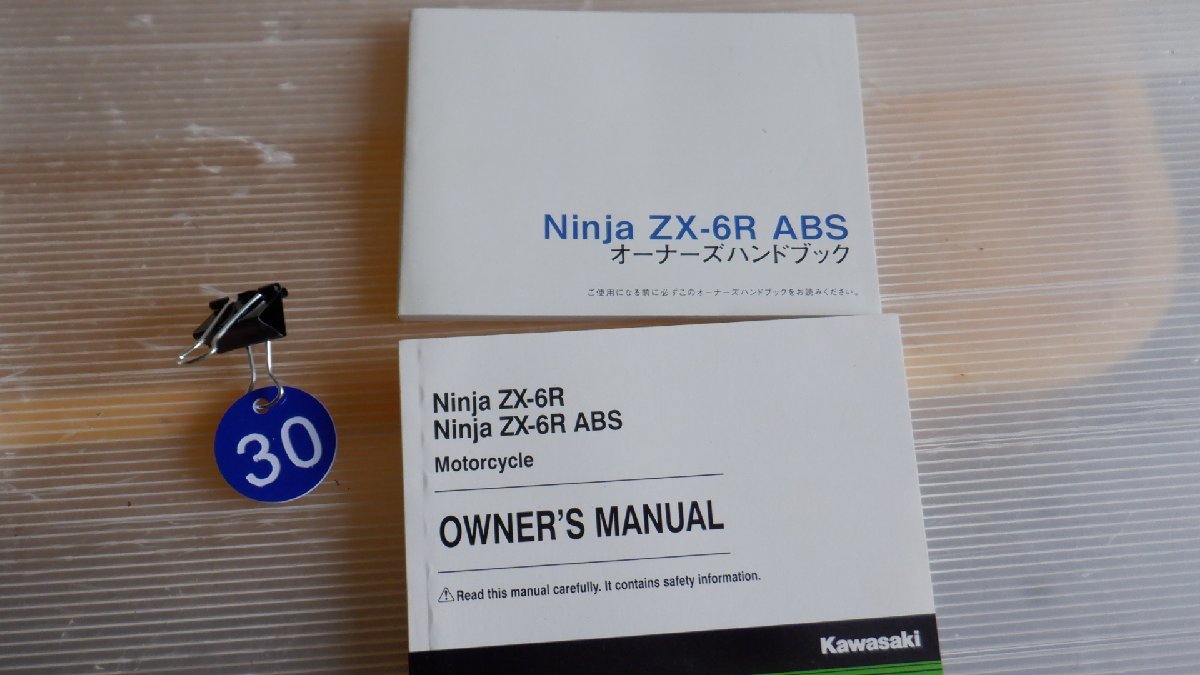 Ninja ZX-6R ABS
オーナーズハンドブック
ご使用になる前に必ずこのオーナーズハンドブックをお読みください。
30
Ninja ZX-6R
Ninja ZX-6R ABS
Motorcycle
OWNER'S MANUAL
Read this manual carefully. It contains safety information.
Kawasaki